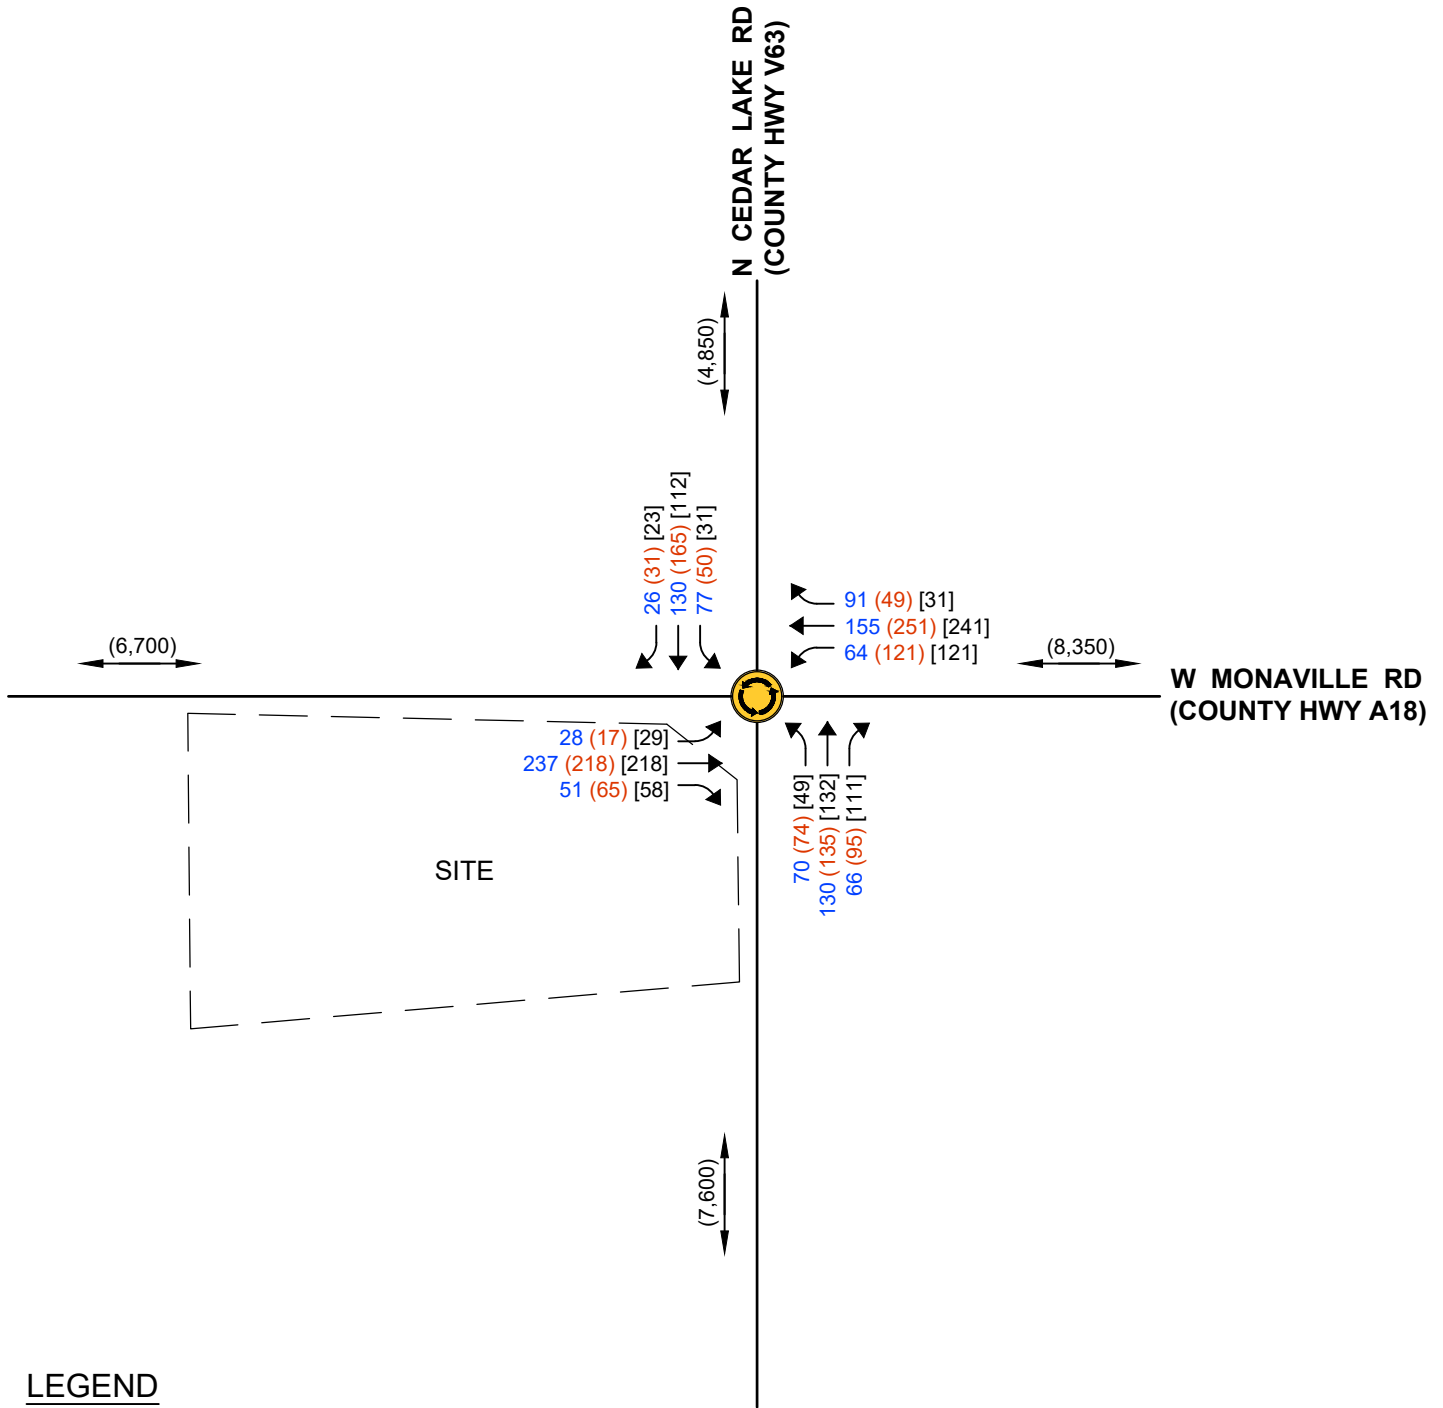 N CEDAR LAKE RD
(COUNTY HWY V63)
(4,850)
26 (31) [23]
130 (165) [112]
77 (50) [31]
91 (49) [31]
155 (251) [241]
64 (121) [121]
(6,700)
(8,350)
W MONAVILLE RD
(COUNTY HWY A18)
28 (17) [29]
237 (218) [218]
51 (65) [58]
70 (74) [49]
130 (135) [132]
66 (95) [111]
SITE
(7,600)
LEGEND